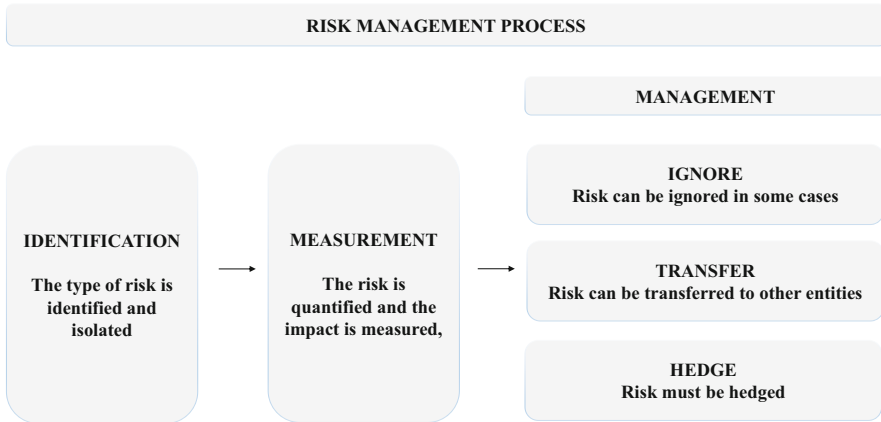 RISK MANAGEMENT PROCESS
MANAGEMENT
IDENTIFICATION
The type of risk is
identified and
isolated
MEASUREMENT
The risk is
quantified and the
impact is measured,
IGNORE
Risk can be ignored in some cases
TRANSFER
Risk can be transferred to other entities
HEDGE
Risk must be hedged